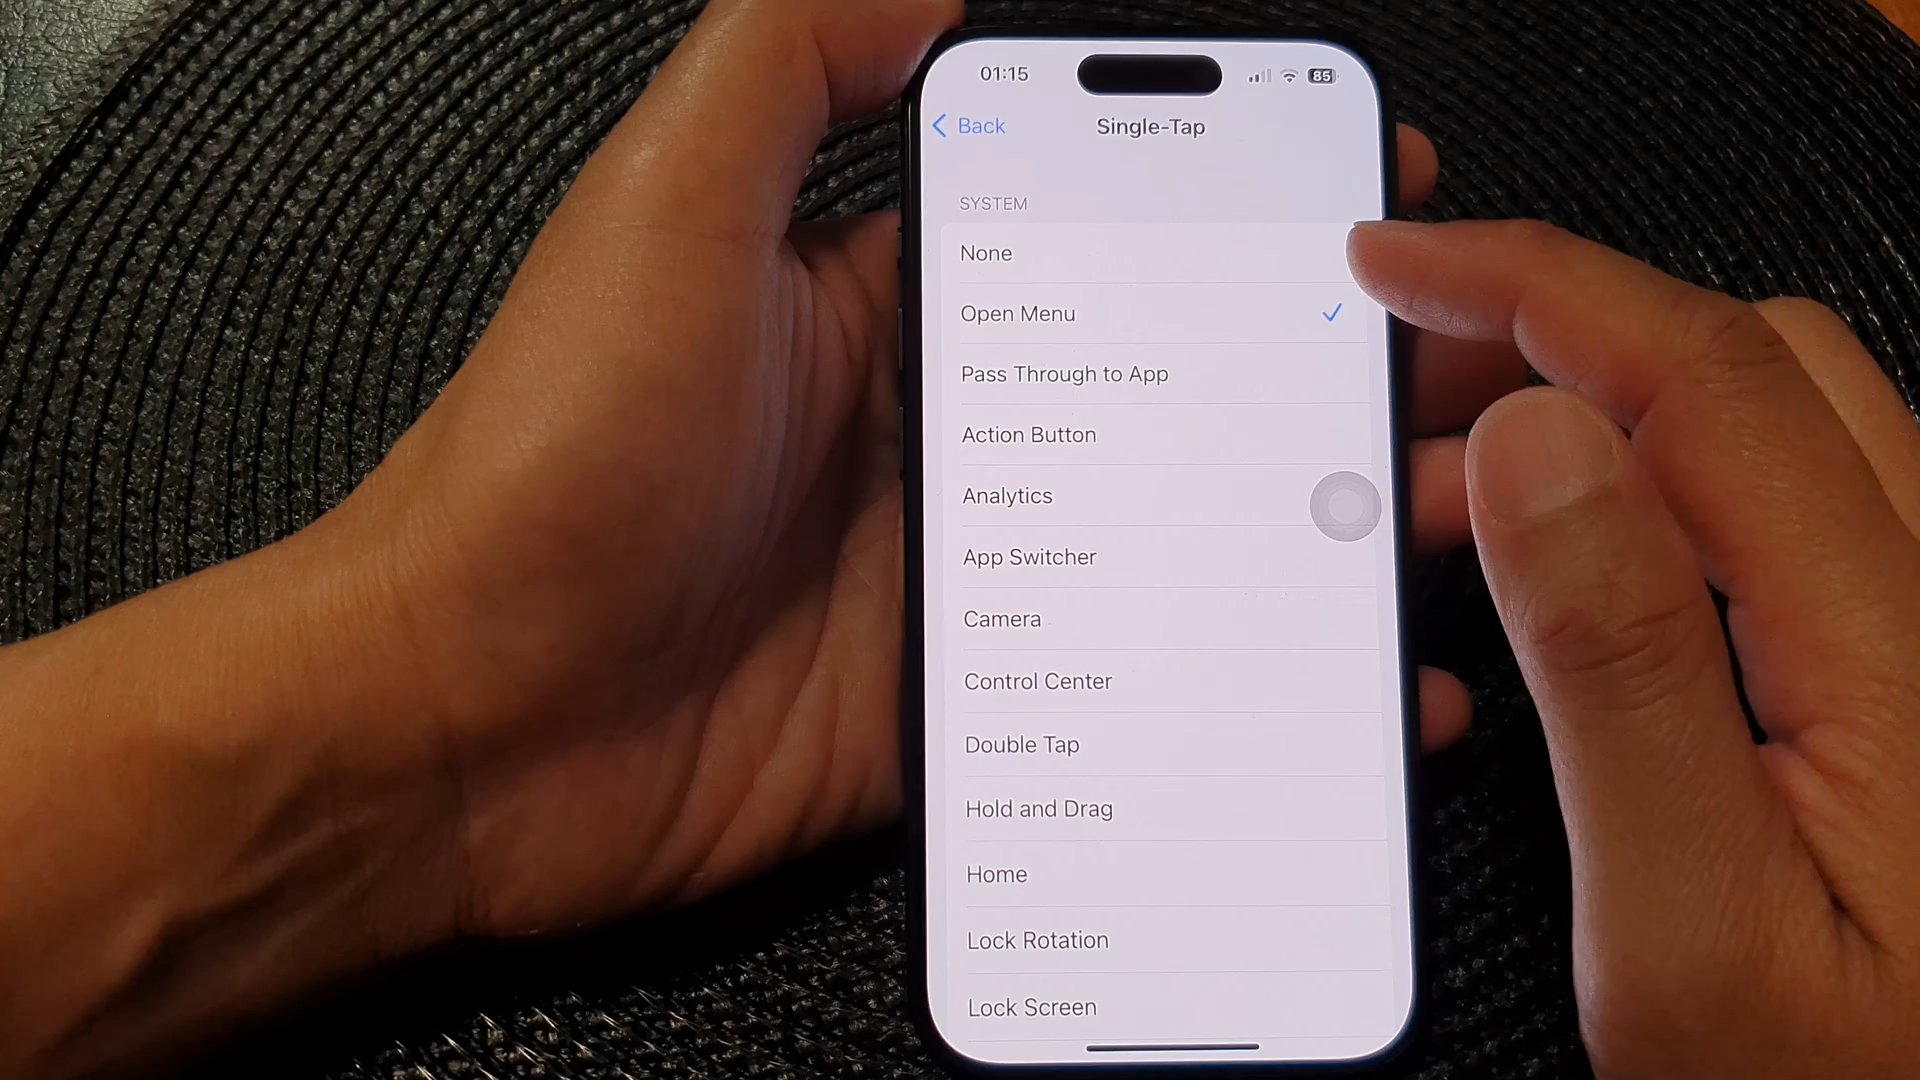 01:15
85
Back
Single-Tap
SYSTEM
None
Open Menu
Pass Through to App
Action Button
Analytics
App Switcher
Camera
Control Center
Double Tap
Hold and Drag
Home
Lock Rotation
Lock Screen